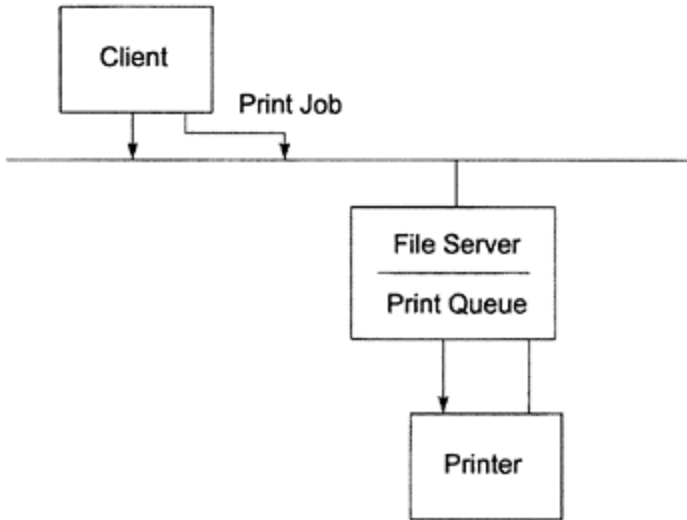 Client
Print Job
File Server
Print Queue
Printer